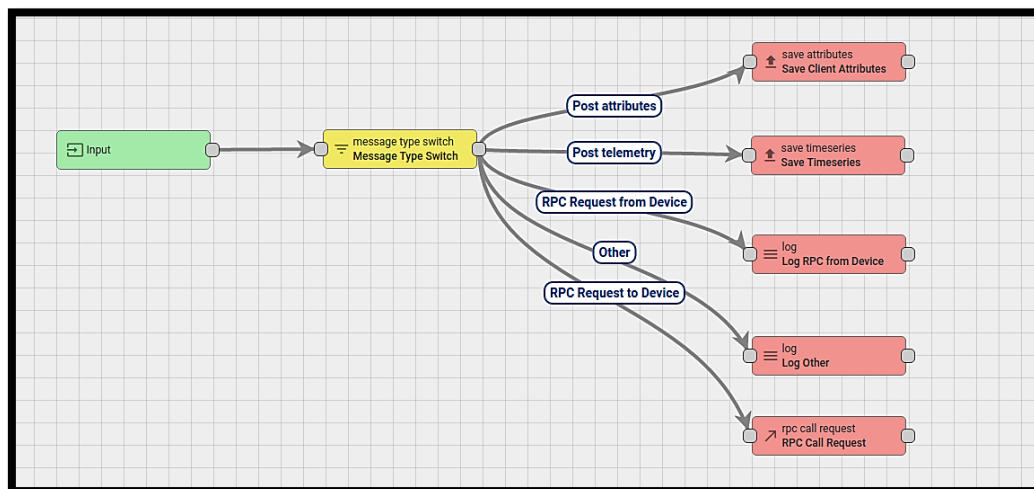 Input
message type switch
Message Type Switch
Post attributes
Post telemetry
RPC Request from Device
Other
RPC Request to Device
save attributes
Save Client Attributes
save timeseries
Save Timeseries
log
Log RPC from Device
log
Log Other
rpc call request
RPC Call Request